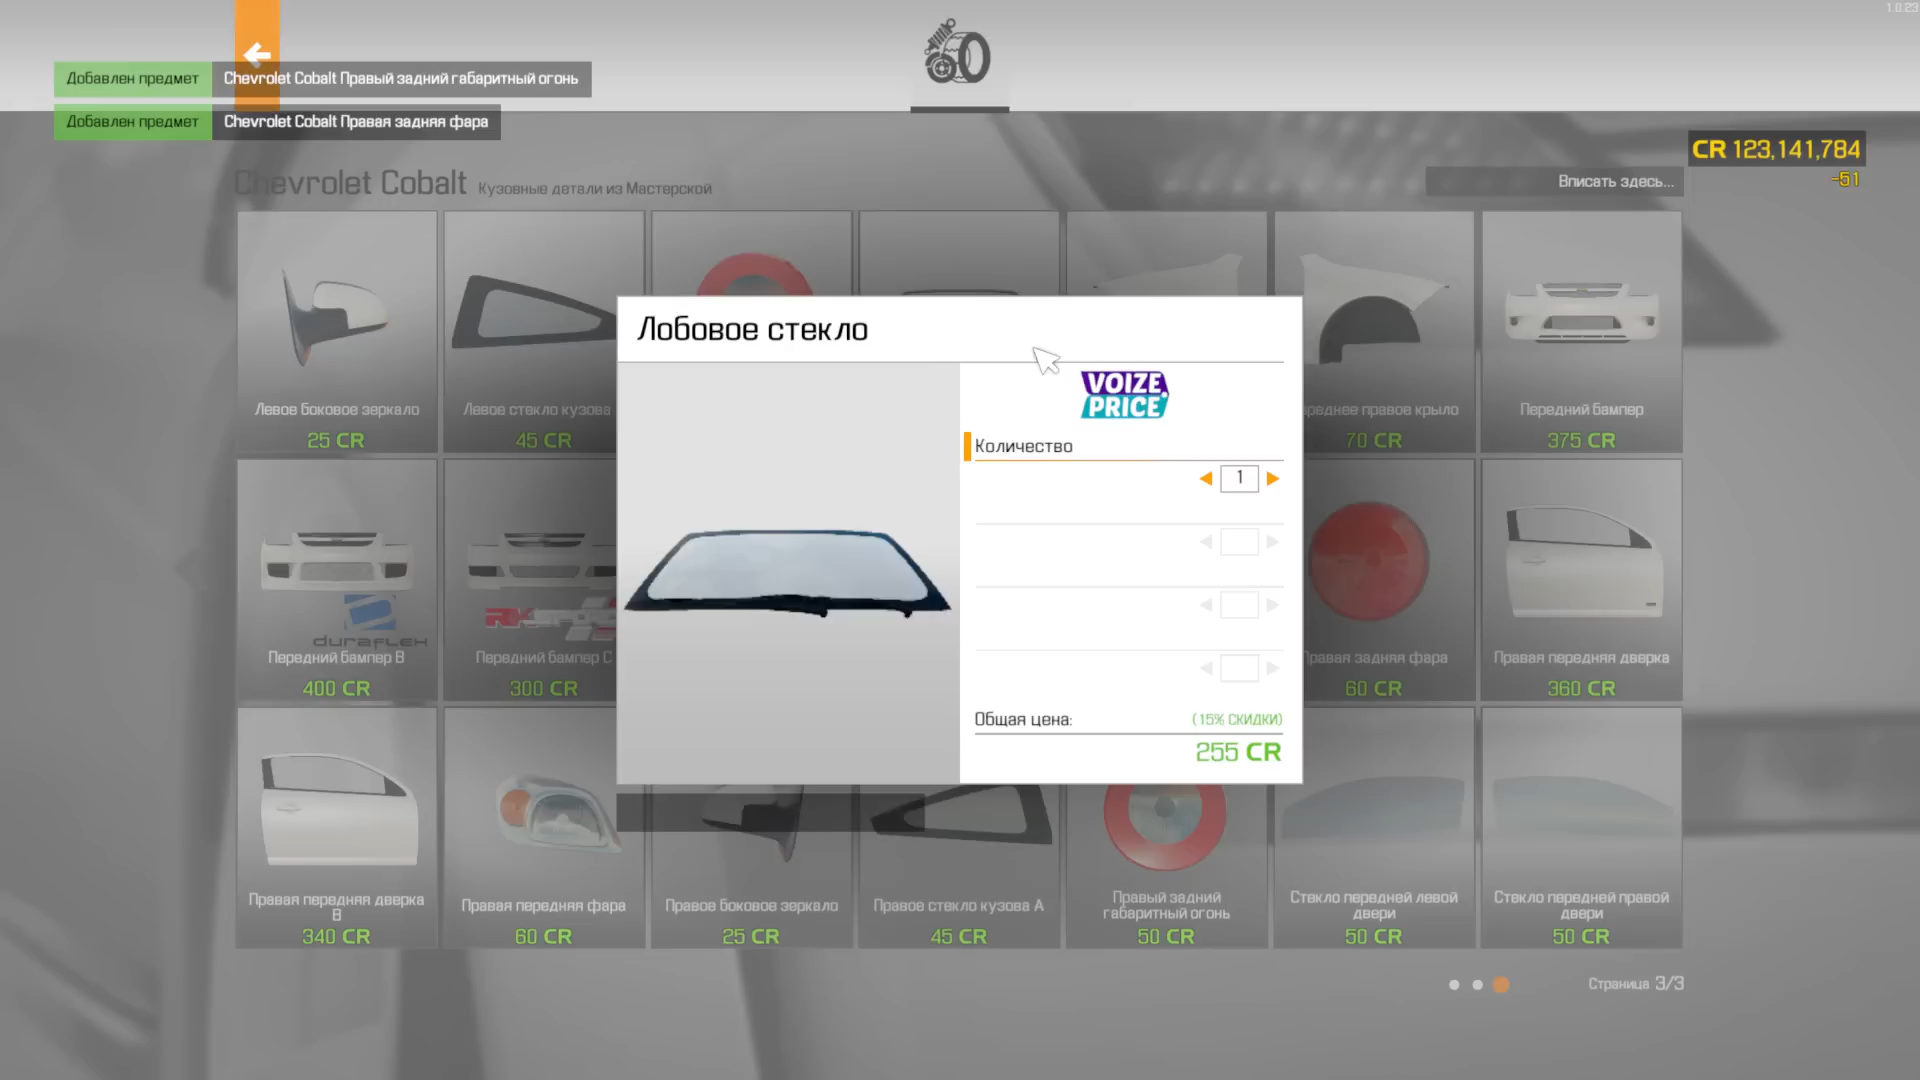 1.0.23
Добавлен предмет Chevrolet Cobalt Правый задний габаритный огонь
Добавлен предмет Chevrolet Cobalt Правая задняя фара
CR 123,141,784
-51
Chevrolet Cobalt Кузовные детали из Мастерской
Вписать здесь...
Лобовое стекло
VOIZE
PRICE
Количество
1
Общая цена:
(15% СКИДКИ)
255 CR
Левое боковое зеркало
25 CR
Левое стекло кузова
45 CR
реднее правое крыло
70 CR
Передний бампер
375 CR
DURAFLEX
Передний бампер B
400 CR
Передний бампер C
300 CR
Правая задняя фара
60 CR
Правая передняя дверка
360 CR
Правая передняя дверка
B
340 CR
Правая передняя фара
60 CR
Правое боковое зеркало
25 CR
Правое стекло кузова A
45 CR
Правый задний
габаритный огонь
50 CR
Стекло передней левой
двери
50 CR
Стекло передней правой
двери
50 CR
Страница 3/3